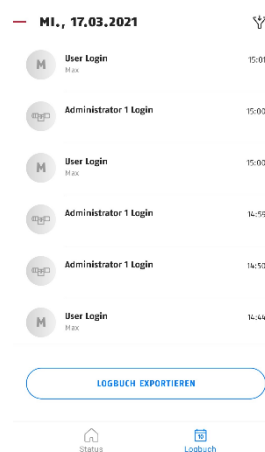 MI., 17.03.2021
M
User Login
Max
15:01
Administrator 1 Login
15:00
M
User Login
Max
15:00
Administrator 1 Login
14:59
Administrator 1 Login
14:50
M
User Login
Max
14:44
LOGBUCH EXPORTIEREN
Status
10
Logbuch